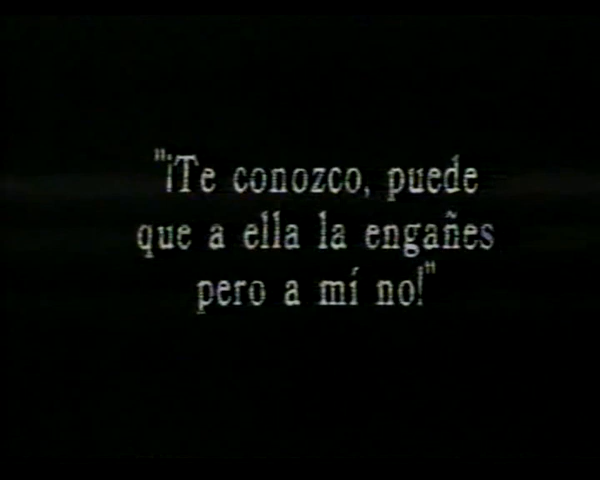 "¡Te conozco, puede
que a ella la engañes
pero a mí no!"